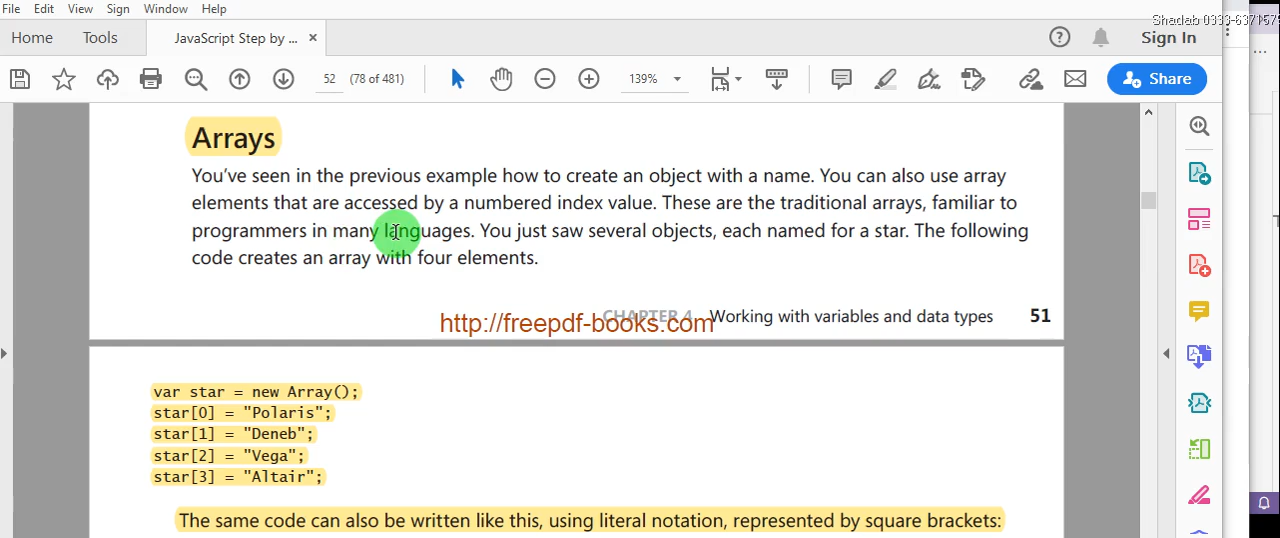 File Edit View Sign Window Help
Home Tools JavaScript Step by ... × Sign In
52 (78 of 481) 139% Share
Arrays
You've seen in the previous example how to create an object with a name. You can also use array
elements that are accessed by a numbered index value. These are the traditional arrays, familiar to
programmers in many languages. You just saw several objects, each named for a star. The following
code creates an array with four elements.
CHAPTER 4 Working with variables and data types 51
http://freepdf-books.com
var star = new Array();
star[0] = "Polaris";
star[1] = "Deneb";
star[2] = "Vega";
star[3] = "Altair";
The same code can also be written like this, using literal notation, represented by square brackets: